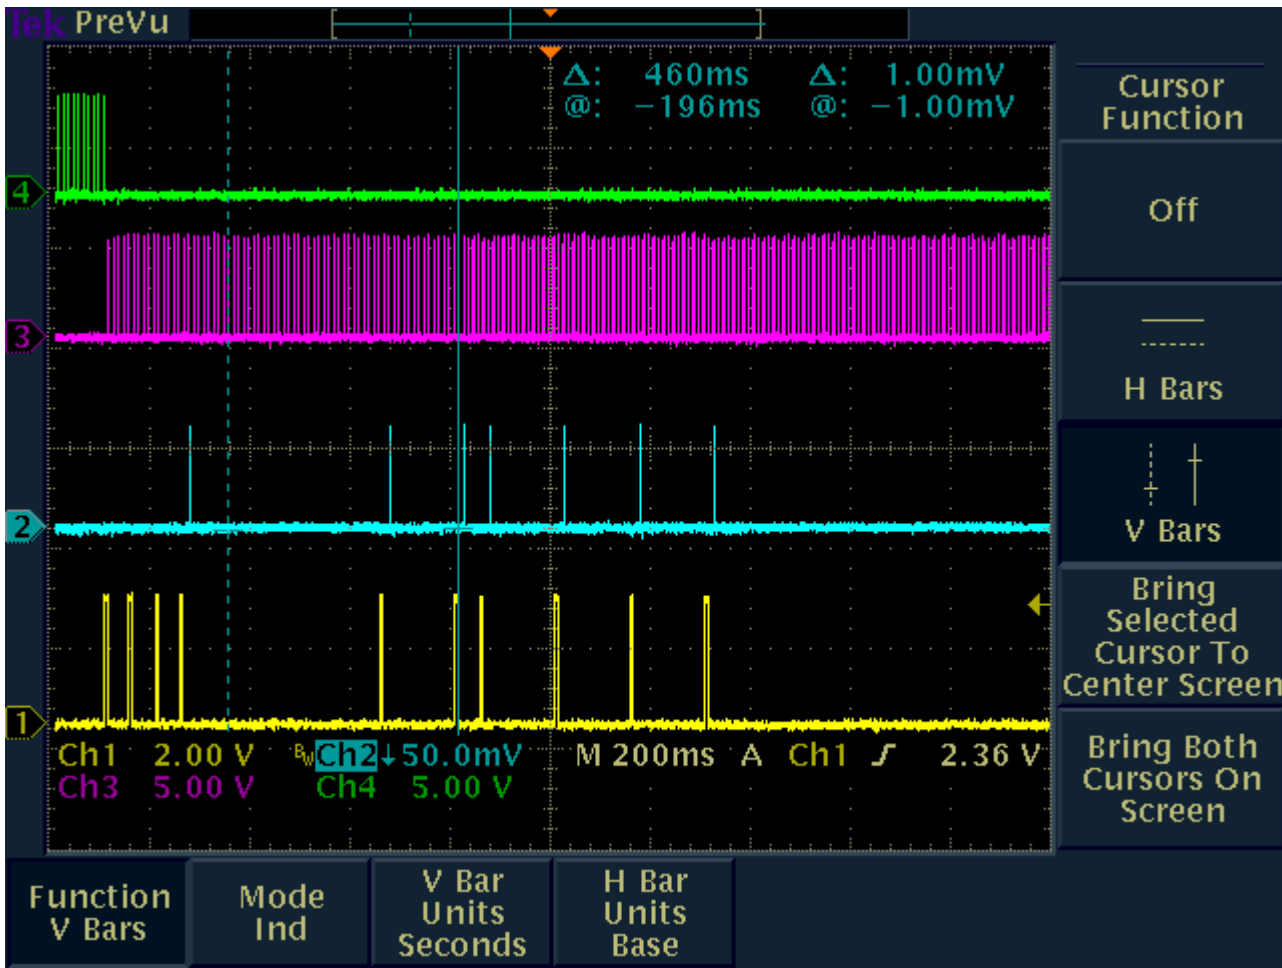 Tek PreVu
Δ: 460ms Δ: 1.00mV
@: −196ms @: −1.00mV
4
3
2
1
Ch1 2.00 V BW Ch2↓50.0mV M 200ms A Ch1 ʃ 2.36 V
Ch3 5.00 V Ch4 5.00 V
Cursor
Function
Off
H Bars
V Bars
Bring
Selected
Cursor To
Center Screen
Bring Both
Cursors On
Screen
Function
V Bars
Mode
Ind
V Bar
Units
Seconds
H Bar
Units
Base